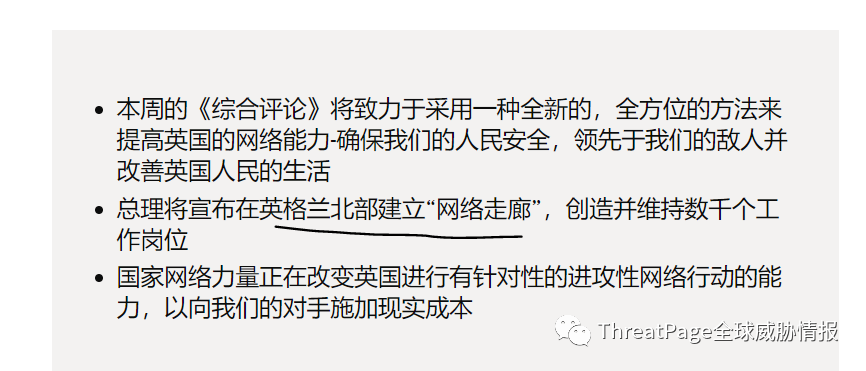 本周的《综合评论》将致力于采用一种全新的，全方位的方法来
提高英国的网络能力-确保我们的人民安全，领先于我们的敌人并
改善英国人民的生活
总理将宣布在英格兰北部建立“网络走廊”，创造并维持数千个工
作岗位
国家网络力量正在改变英国进行有针对性的进攻性网络行动的能
力，以向我们的对手施加现实成本
ThreatPage全球威胁情报